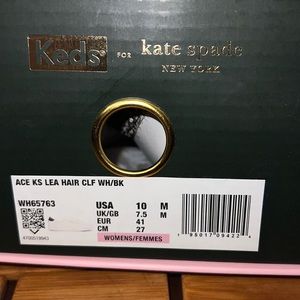 Keds FOR kate spade
NEW YORK
ACE KS LEA HAIR CLF WH/BK
WH65763
USA 10 M
UK/GB 7.5 M
EUR 41
CM 27
WOMENS/FEMMES